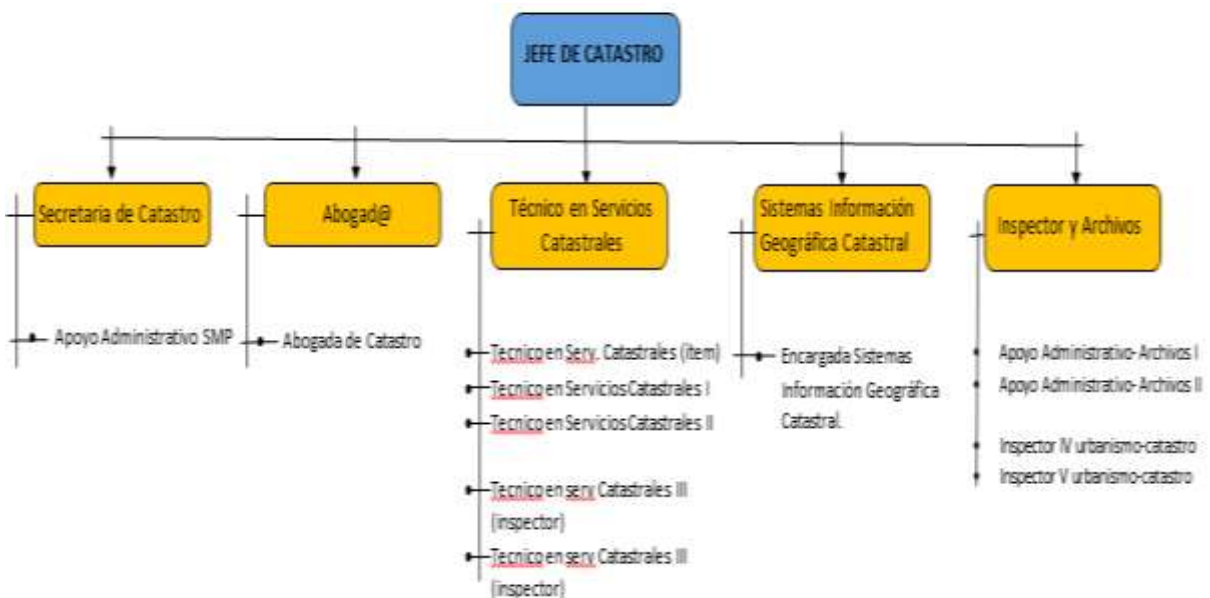 JEFE DE CATASTRO
Secretaria de Catastro
Apoyo Administrativo SMP
Abogad@
Abogada de Catastro
Técnico en Servicios
Catastrales
Tecnico en Serv. Catastrales (ítem)
Tecnico en Servicios Catastrales I
Tecnico en Servicios Catastrales II
Tecnico en serv Catastrales III
(inspector)
Tecnico en serv Catastrales III
(inspector)
Sistemas Información
Geográfica Catastral
Encargada Sistemas
Información Geográfica
Catastral.
Inspector y Archivos
Apoyo Administrativo- Archivos I
Apoyo Administrativo- Archivos II
Inspector IV urbanismo-catastro
Inspector V urbanismo-catastro